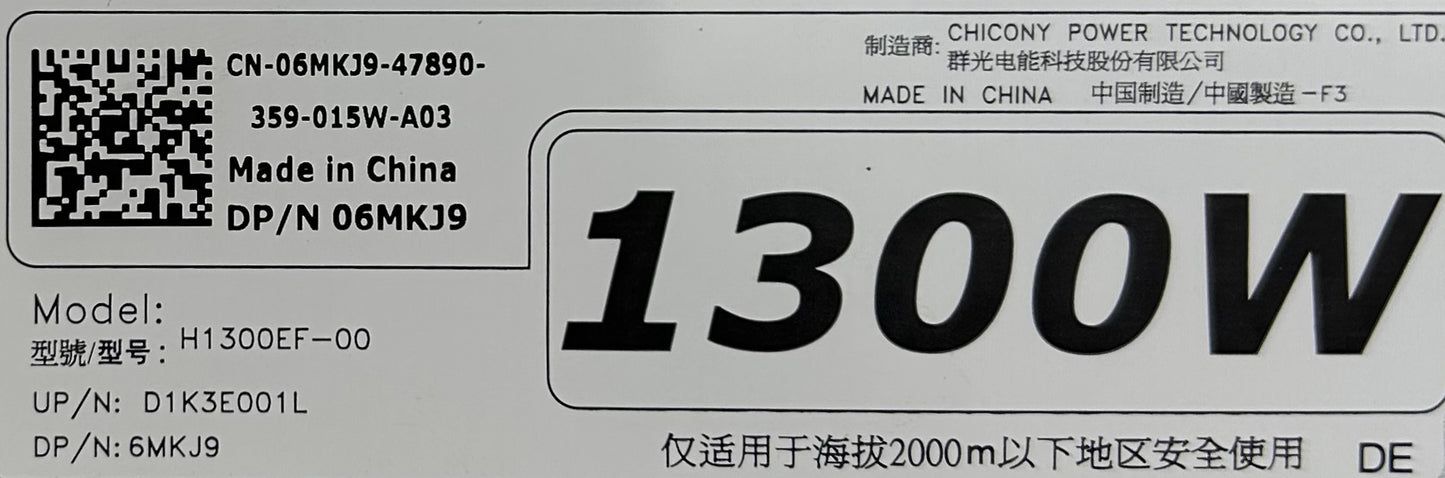 CN-06MKJ9-47890-
359-015W-A03
Made in China
DP/N 06MKJ9
制造商: CHICONY POWER TECHNOLOGY CO., LTD.
群光电能科技股份有限公司
MADE IN CHINA 中国制造/中國製造-F3
1300W
Model:
型號/型号: H1300EF-00
UP/N: D1K3E001L
DP/N: 6MKJ9
仅适用于海拔2000m以下地区安全使用 DE